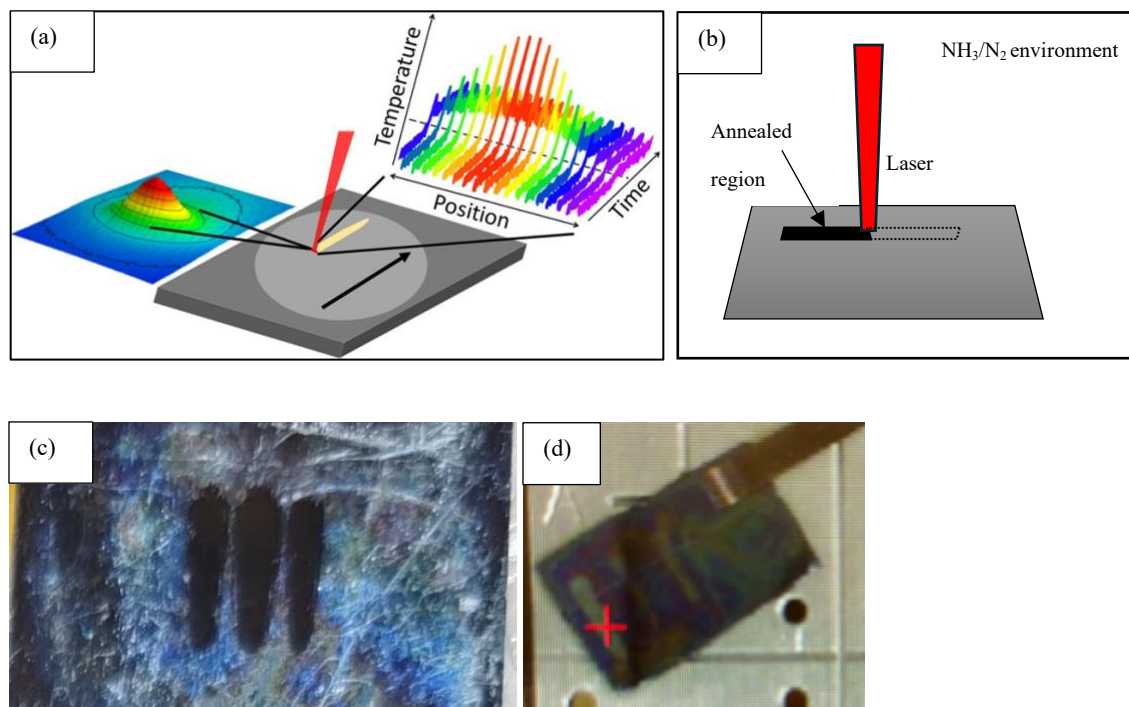 (a)
Temperature
Position
Time
(b)
NH₃/N₂ environment
Annealed
region
Laser
(c)
(d)